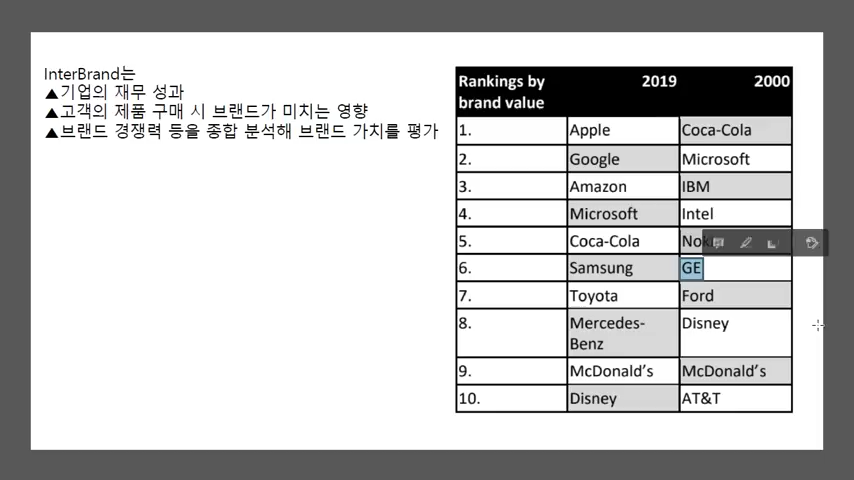 InterBrand는
▲기업의 재무 성과
▲고객의 제품 구매 시 브랜드가 미치는 영향
▲브랜드 경쟁력 등을 종합 분석해 브랜드 가치를 평가
Rankings by brand value 2019 2000
1. Apple Coca-Cola
2. Google Microsoft
3. Amazon IBM
4. Microsoft Intel
5. Coca-Cola
6. Samsung GE
7. Toyota Ford
8. Mercedes-Benz Disney
9. McDonald's McDonald's
10. Disney AT&T